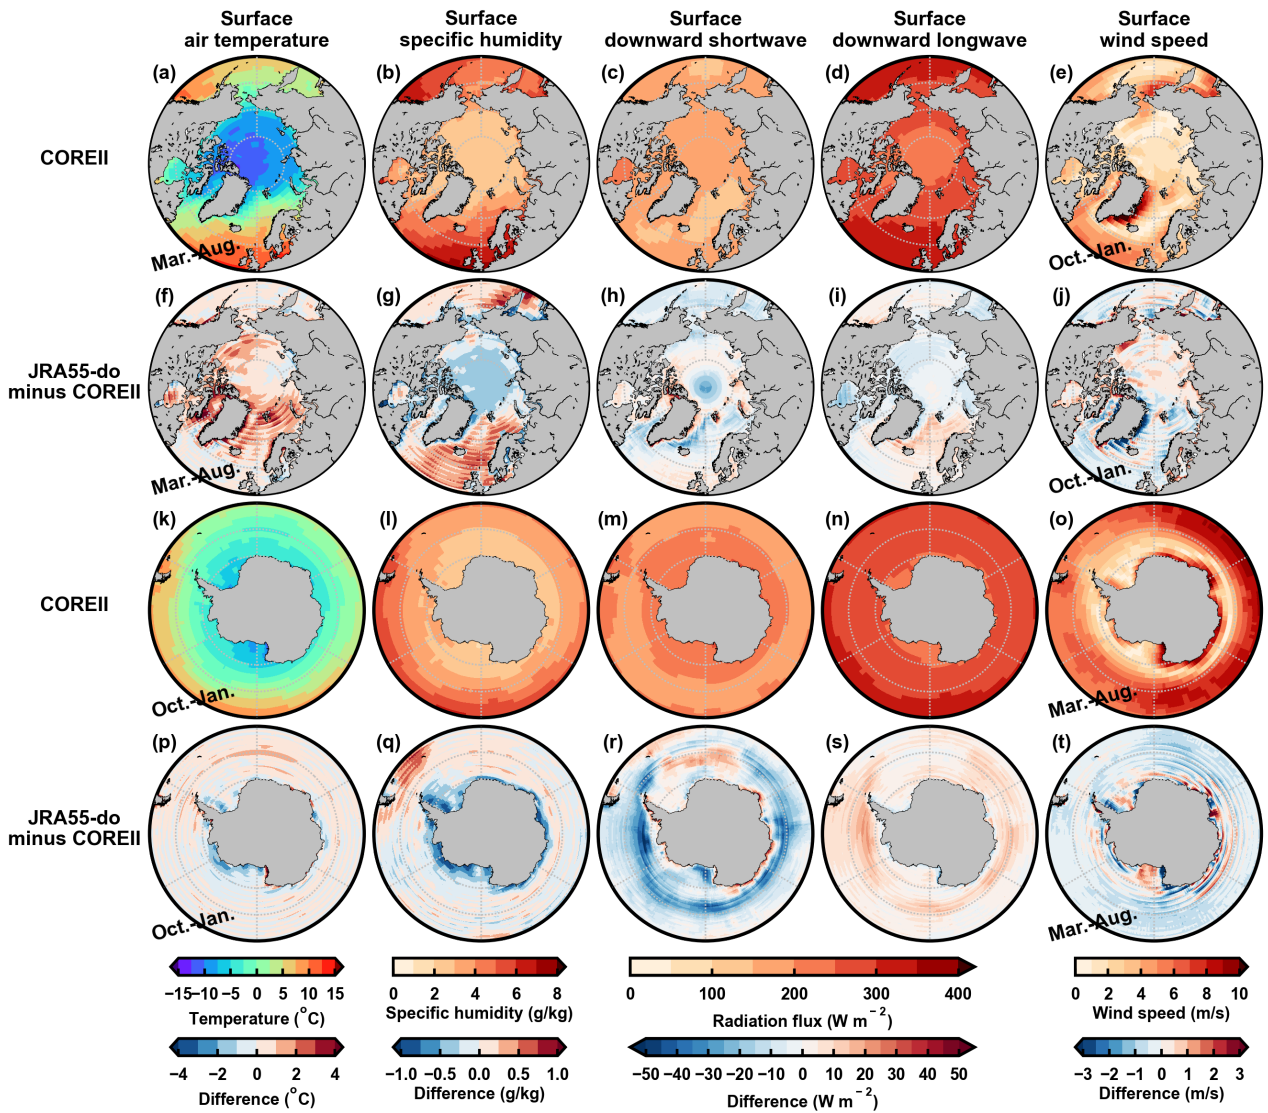 Surface
air temperature
Surface
specific humidity
Surface
downward shortwave
Surface
downward longwave
Surface
wind speed
COREII
(a)
Mar.-Aug.
(b)
(c)
(d)
(e)
Oct.-Jan.
JRA55-do
minus COREII
(f)
Mar.-Aug.
(g)
(h)
(i)
(j)
Oct.-Jan.
COREII
(k)
Oct.-Jan.
(l)
(m)
(n)
(o)
Mar.-Aug.
JRA55-do
minus COREII
(p)
Oct.-Jan.
(q)
(r)
(s)
(t)
Mar.-Aug.
−15 −10 −5 0 5 10 15
Temperature (°C)
0 2 4 6 8
Specific humidity (g/kg)
0 100 200 300 400
Radiation flux (W m⁻²)
0 2 4 6 8 10
Wind speed (m/s)
−4 −2 0 2 4
Difference (°C)
−1.0 −0.5 0.0 0.5 1.0
Difference (g/kg)
−50 −40 −30 −20 −10 0 10 20 30 40 50
Difference (W m⁻²)
−3 −2 −1 0 1 2 3
Difference (m/s)